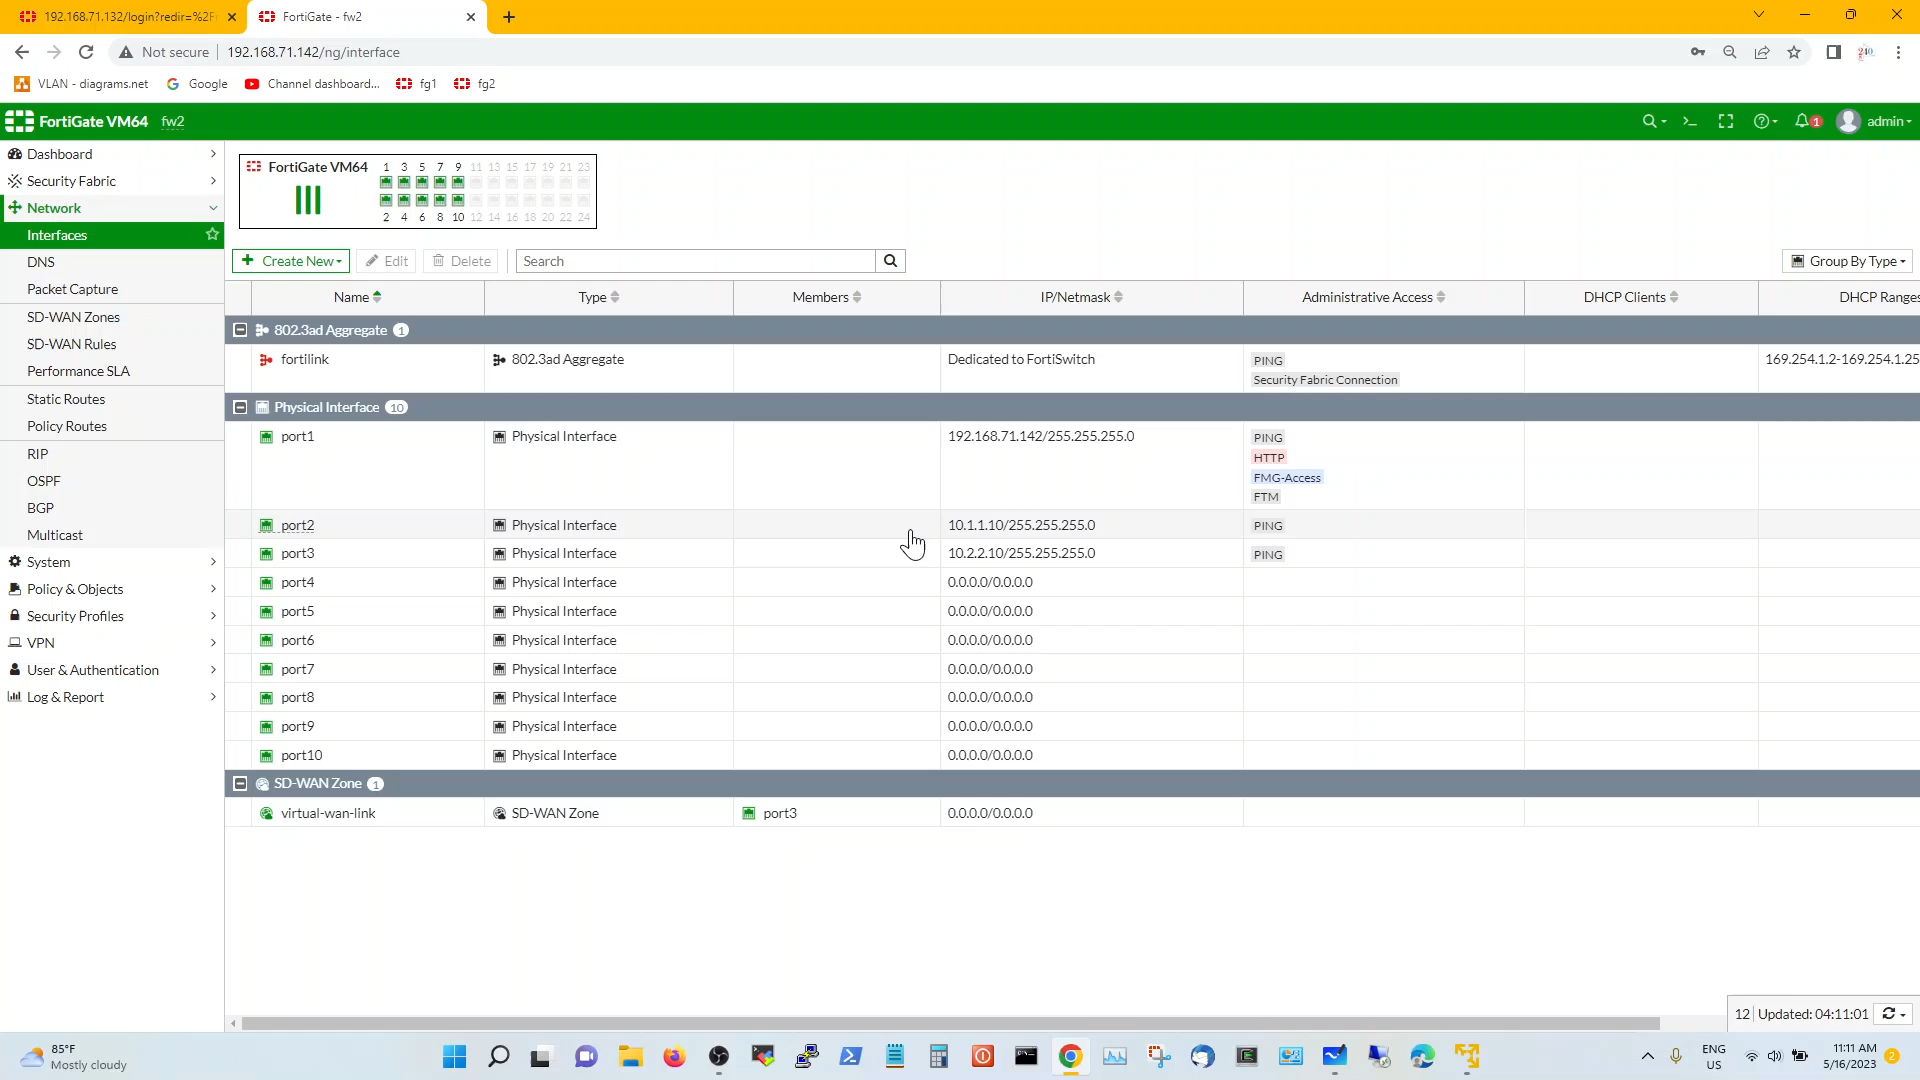 192.168.71.132/login?redir=%2F
FortiGate - fw2
Not secure
192.168.71.142/ng/interface
VLAN - diagrams.net
Google
Channel dashboard...
fg1
fg2
FortiGate VM64
fw2
1
admin
Dashboard
Security Fabric
Network
Interfaces
DNS
Packet Capture
SD-WAN Zones
SD-WAN Rules
Performance SLA
Static Routes
Policy Routes
RIP
OSPF
BGP
Multicast
System
Policy & Objects
Security Profiles
VPN
User & Authentication
Log & Report
FortiGate VM64
1 3 5 7 9 11 13 15 17 19 21 23
2 4 6 8 10 12 14 16 18 20 22 24
Create New
Edit
Delete
Search
Group By Type
Name Type Members IP/Netmask Administrative Access DHCP Clients DHCP Ranges
802.3ad Aggregate 1
fortilink 802.3ad Aggregate Dedicated to FortiSwitch PING 169.254.1.2-169.254.1.25
Security Fabric Connection
Physical Interface 10
port1 Physical Interface 192.168.71.142/255.255.255.0 PING
HTTP
FMG-Access
FTM
port2 Physical Interface 10.1.1.10/255.255.255.0 PING
port3 Physical Interface 10.2.2.10/255.255.255.0 PING
port4 Physical Interface 0.0.0.0/0.0.0.0
port5 Physical Interface 0.0.0.0/0.0.0.0
port6 Physical Interface 0.0.0.0/0.0.0.0
port7 Physical Interface 0.0.0.0/0.0.0.0
port8 Physical Interface 0.0.0.0/0.0.0.0
port9 Physical Interface 0.0.0.0/0.0.0.0
port10 Physical Interface 0.0.0.0/0.0.0.0
SD-WAN Zone 1
virtual-wan-link SD-WAN Zone port3 0.0.0.0/0.0.0.0
12 Updated: 04:11:01
85°F
Mostly cloudy
ENG
US
11:11 AM
5/16/2023
2